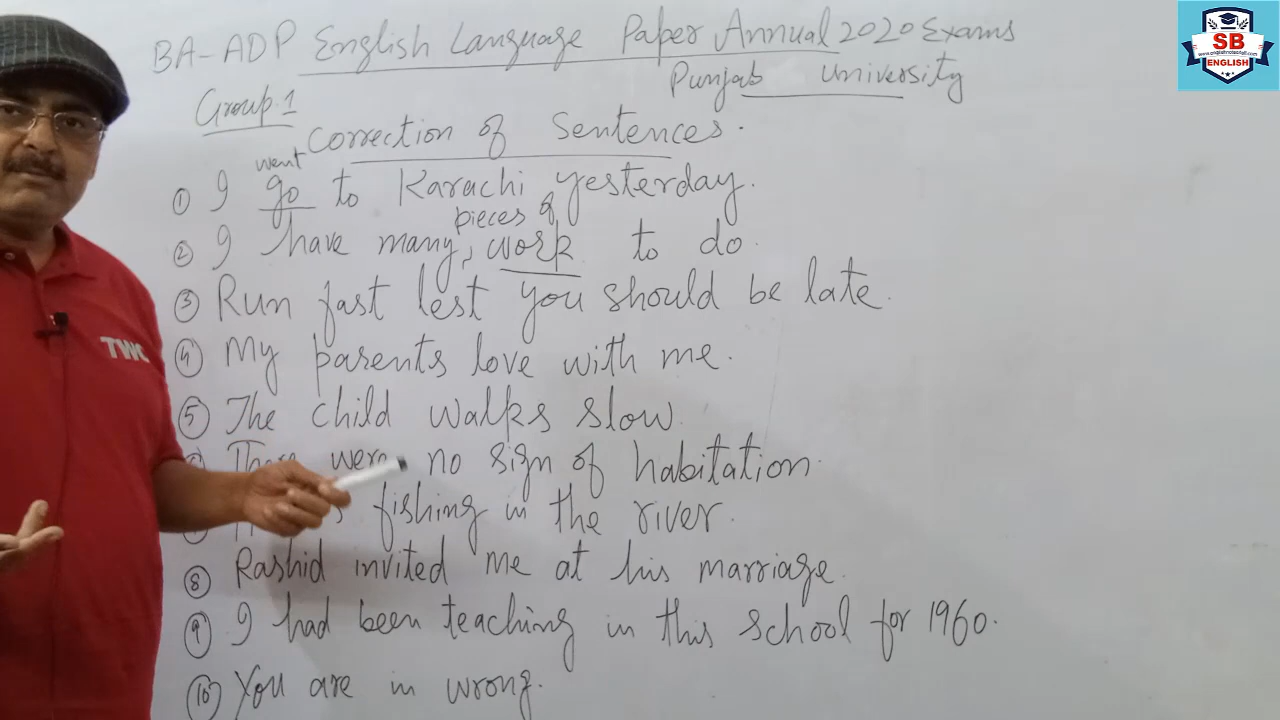 BA-ADP English Language Paper Annual 2020 Exams
Punjab University
Group.1
Correction of Sentences.
went
① I go to Karachi yesterday.
pieces of
② I have many, work to do.
③ Run fast lest you should be late.
④ My parents love with me.
⑤ The child walks slow.
There were no sign of habitation.
fishing in the river.
⑧ Rashid invited me at his marriage.
⑨ I had been teaching in this school for 1960.
⑩ You are in wrong.
TWC
SB
www.englishnotes4all.com
ENGLISH